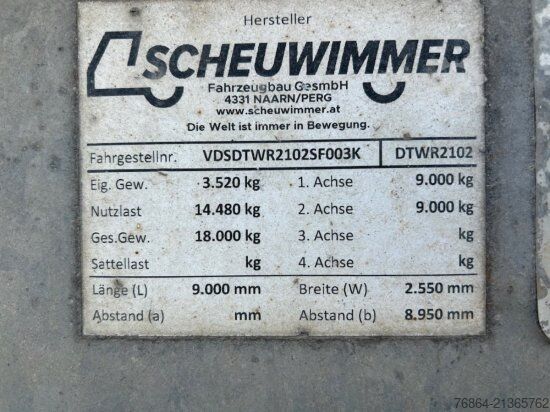 Hersteller
SCHEUWIMMER
Fahrzeugbau GesmbH
4331 NAARN/PERG
www.scheuwimmer.at
Die Welt ist immer in Bewegung.
Fahrgestellnr. VDSDTWR2102SF003K DTWR2102
Eig. Gew. 3.520 kg 1. Achse 9.000 kg
Nutzlast 14.480 kg 2. Achse 9.000 kg
Ges.Gew. 18.000 kg 3. Achse kg
Sattellast kg 4. Achse kg
Länge (L) 9.000 mm Breite (W) 2.550 mm
Abstand (a) mm Abstand (b) 8.950 mm
76864-21365762